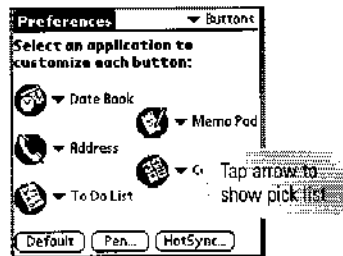 Preferences ▼ Buttons
Select an application to
customize each button:
▼ Date Book
▼ Memo Pad
▼ Address
▼
Tap arrow to
show pick list
▼ To Do List
Default Pen... HotSync...